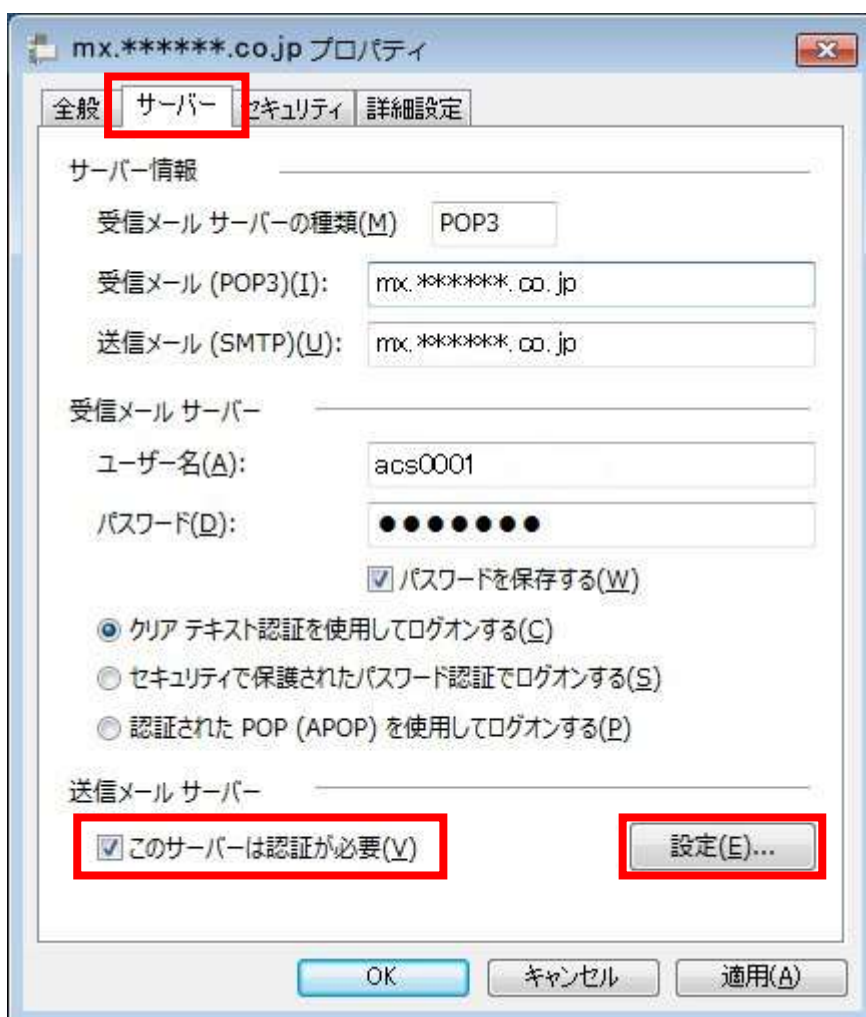 mx.******.co.jp プロパティ
全般 サーバー セキュリティ 詳細設定
サーバー情報
受信メール サーバーの種類(M) POP3
受信メール (POP3)(I): mx.******.co.jp
送信メール (SMTP)(U): mx.******.co.jp
受信メール サーバー
ユーザー名(A): acs0001
パスワード(D): ●●●●●●●
パスワードを保存する(W)
クリア テキスト認証を使用してログオンする(C)
セキュリティで保護されたパスワード認証でログオンする(S)
認証された POP (APOP) を使用してログオンする(P)
送信メール サーバー
このサーバーは認証が必要(V) 設定(E)...
OK キャンセル 適用(A)